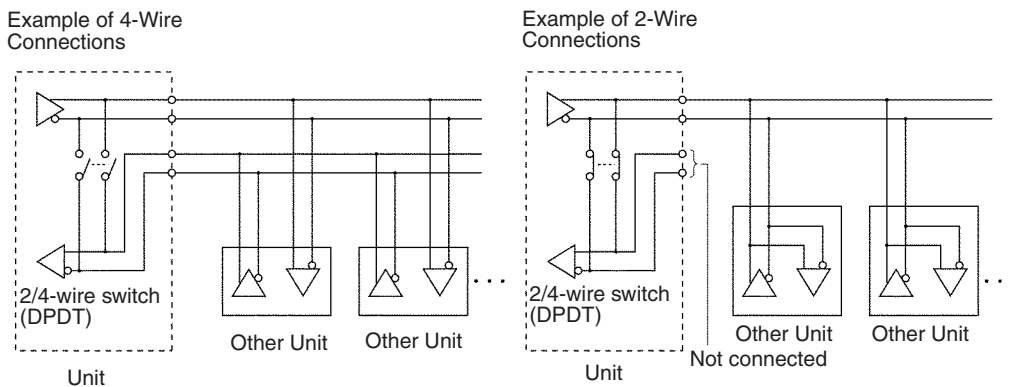 Example of 4-Wire
Connections
2/4-wire switch
(DPDT)
Other Unit
Other Unit
. . .
Unit
Example of 2-Wire
Connections
2/4-wire switch
(DPDT)
Other Unit
Other Unit
. .
Not connected
Unit